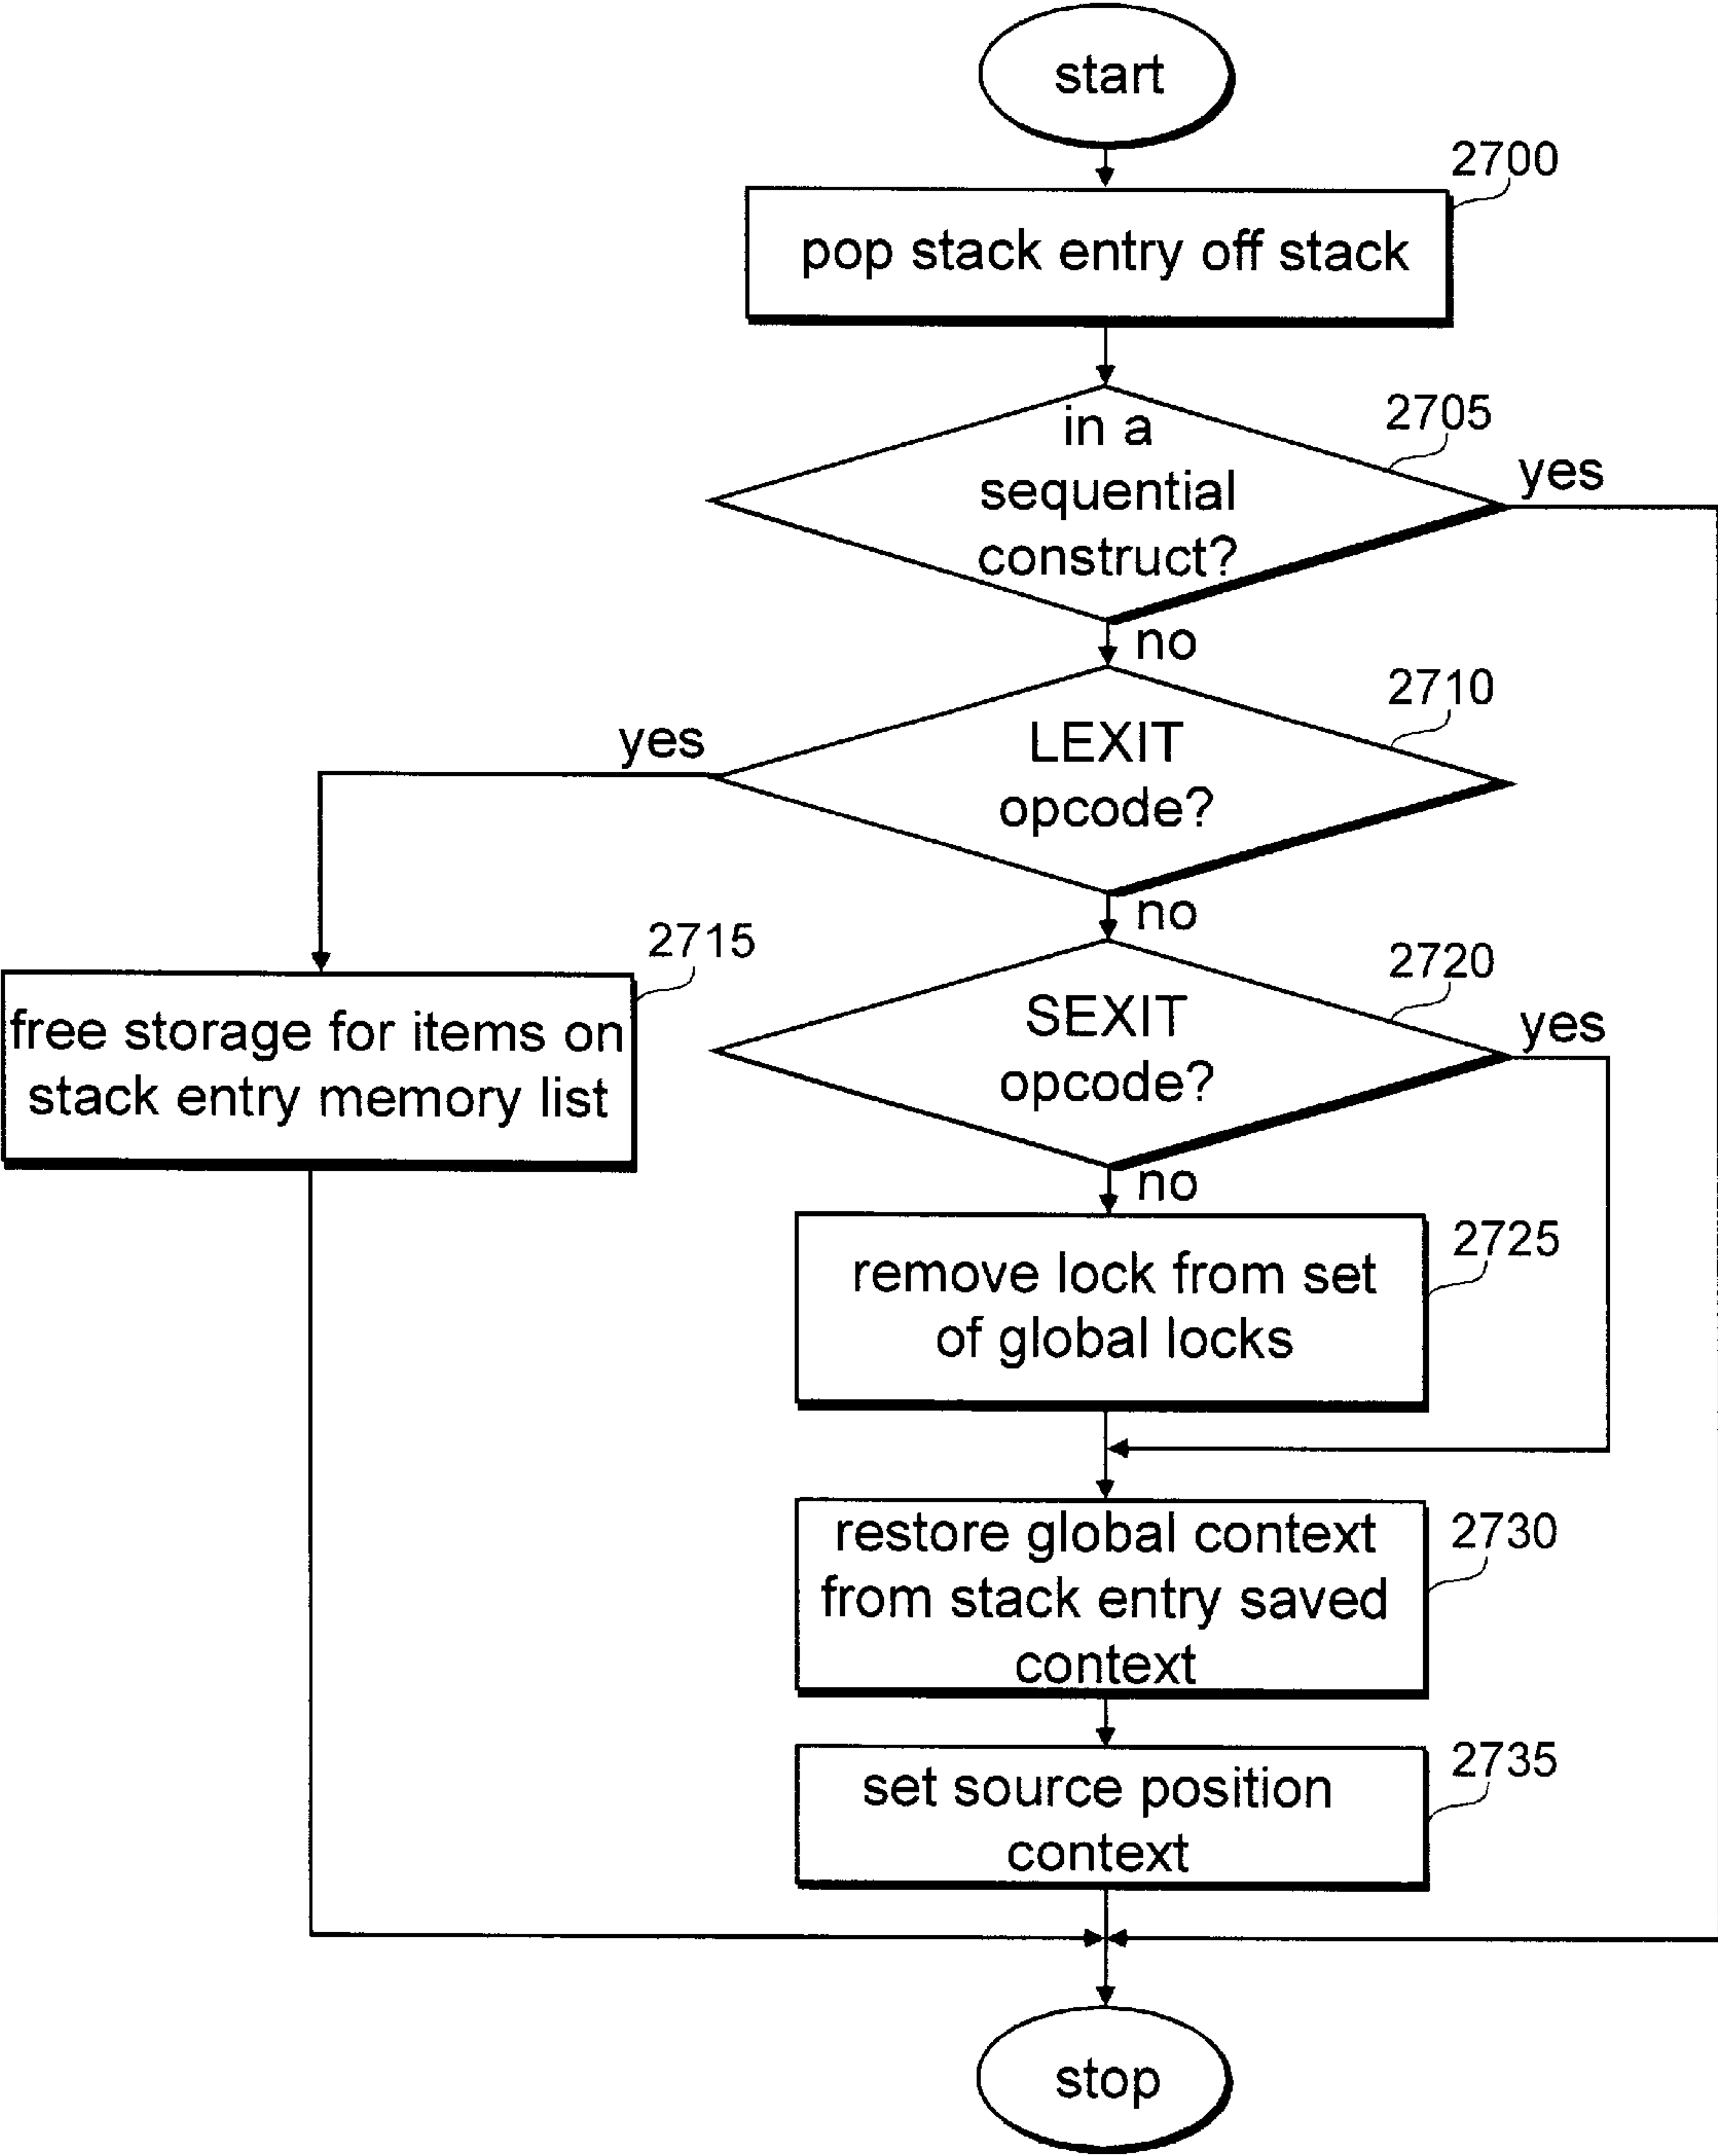 start
2700
pop stack entry off stack
2705
in a
sequential
construct?
yes
no
2710
yes
LEXIT
opcode?
no
2715
free storage for items on
stack entry memory list
2720
SEXIT
opcode?
yes
no
2725
remove lock from set
of global locks
2730
restore global context
from stack entry saved
context
2735
set source position
context
stop